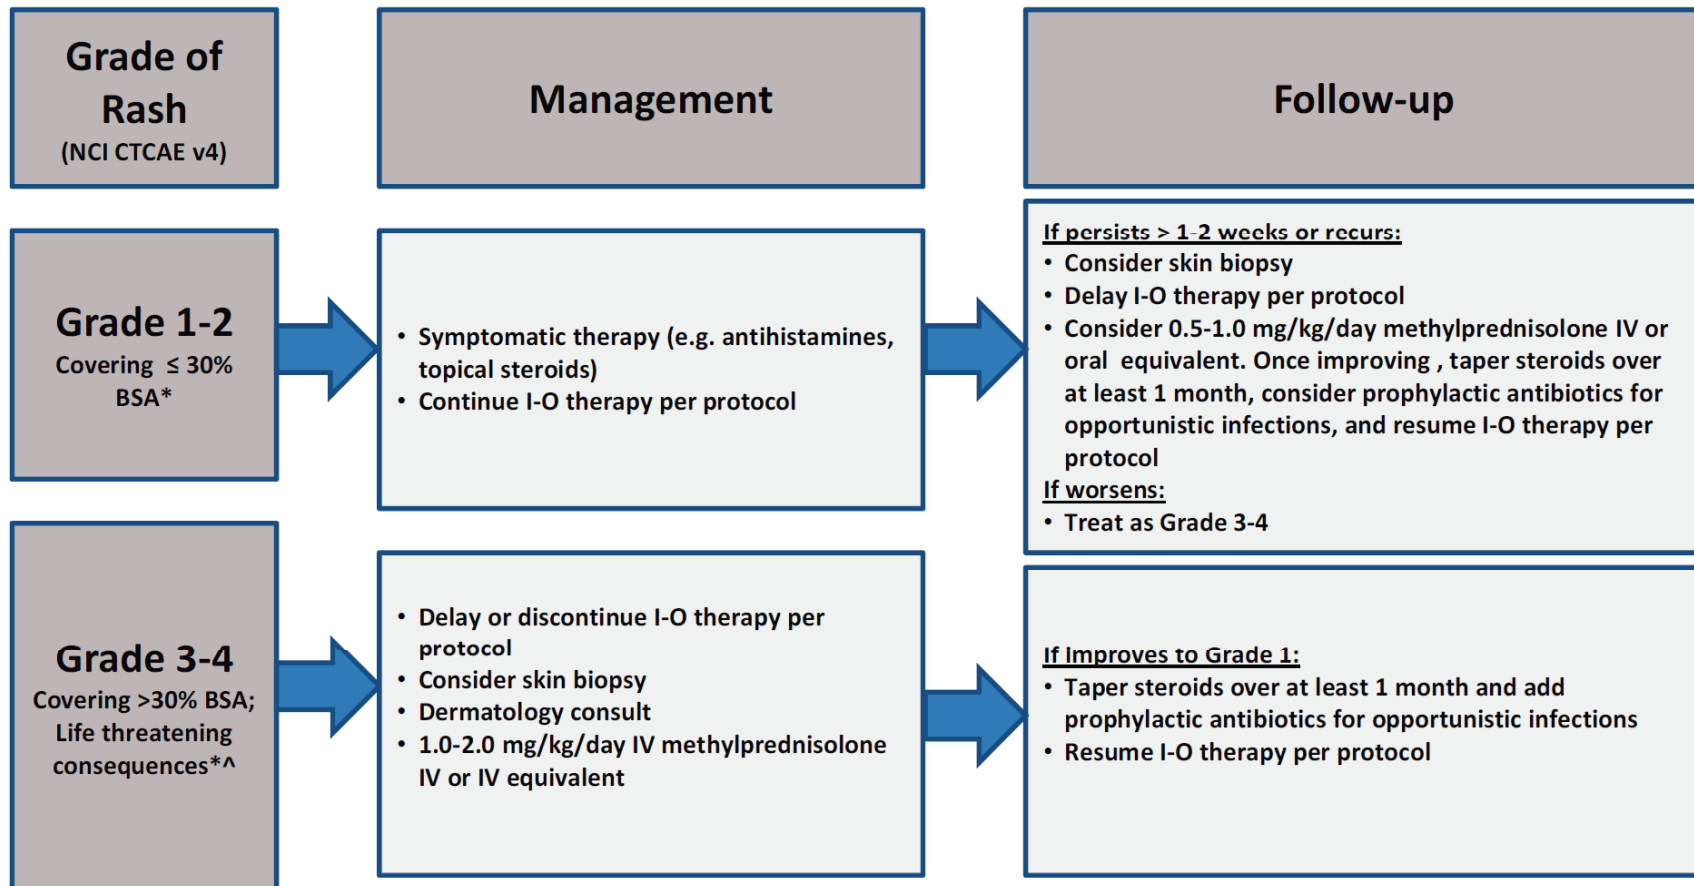 Grade of
Rash
(NCI CTCAE v4)
Management
Follow-up
Grade 1-2
Covering ≤ 30%
BSA*
• Symptomatic therapy (e.g. antihistamines,
topical steroids)
• Continue I-O therapy per protocol
If persists > 1-2 weeks or recurs:
• Consider skin biopsy
• Delay I-O therapy per protocol
• Consider 0.5-1.0 mg/kg/day methylprednisolone IV or
oral equivalent. Once improving , taper steroids over
at least 1 month, consider prophylactic antibiotics for
opportunistic infections, and resume I-O therapy per
protocol
If worsens:
• Treat as Grade 3-4
Grade 3-4
Covering >30% BSA;
Life threatening
consequences*^
• Delay or discontinue I-O therapy per
protocol
• Consider skin biopsy
• Dermatology consult
• 1.0-2.0 mg/kg/day IV methylprednisolone
IV or IV equivalent
If Improves to Grade 1:
• Taper steroids over at least 1 month and add
prophylactic antibiotics for opportunistic infections
• Resume I-O therapy per protocol